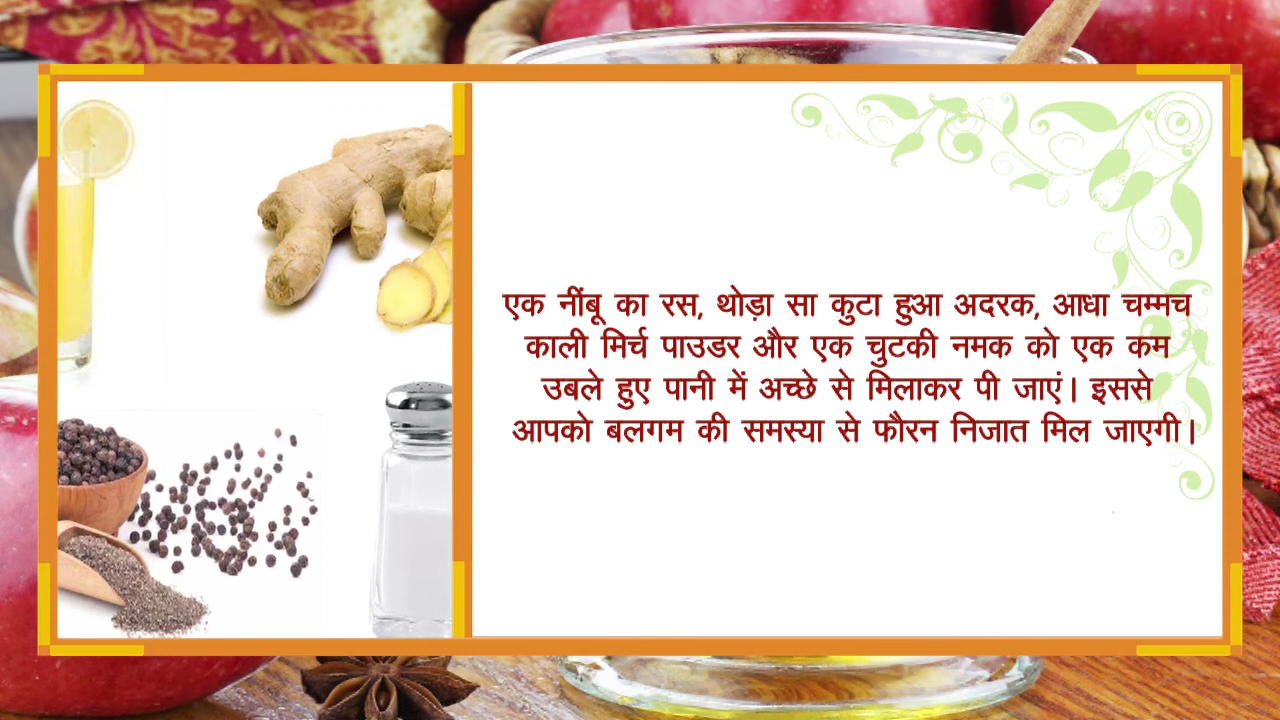 एक नींबू का रस, थोड़ा सा कुटा हुआ अदरक, आधा चम्मच
काली मिर्च पाउडर और एक चुटकी नमक को एक कम
उबले हुए पानी में अच्छे से मिलाकर पी जाएं। इससे
आपको बलगम की समस्या से फौरन निजात मिल जाएगी।